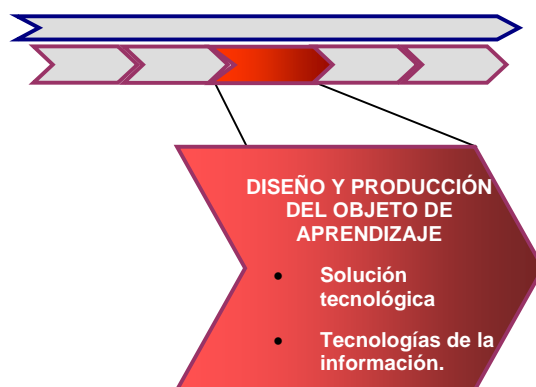 DISEÑO Y PRODUCCIÓN
DEL OBJETO DE
APRENDIZAJE
• Solución
tecnológica
• Tecnologías de la
información.